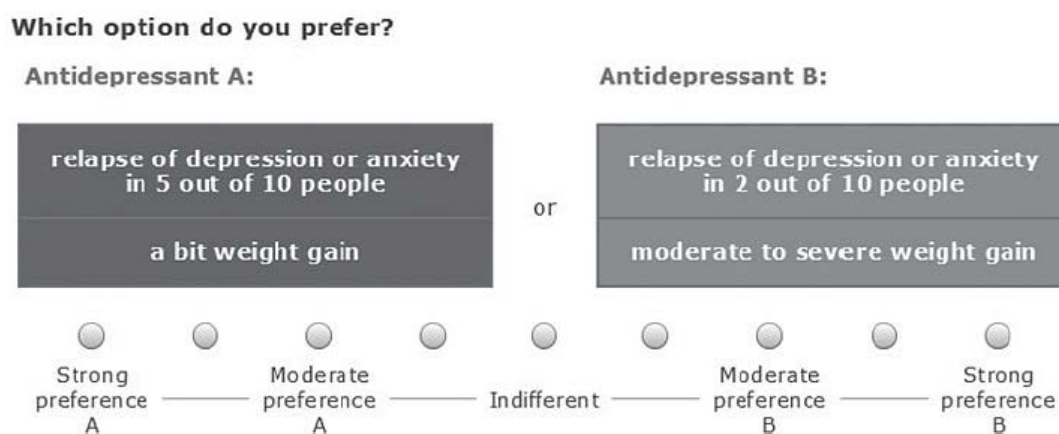 Which option do you prefer?
Antidepressant A:
Antidepressant B:
relapse of depression or anxiety
in 5 out of 10 people
a bit weight gain
or
relapse of depression or anxiety
in 2 out of 10 people
moderate to severe weight gain
Strong
preference
A
Moderate
preference
A
Indifferent
Moderate
preference
B
Strong
preference
B